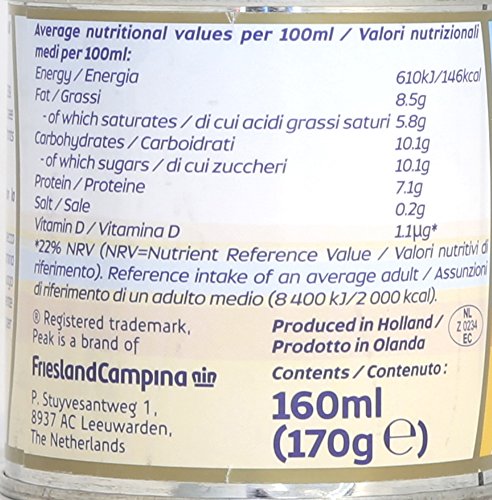 Average nutritional values per 100ml / Valori nutrizionali
medi per 100ml:
Energy / Energia 610kJ/146kcal
Fat / Grassi 8.5g
- of which saturates / di cui acidi grassi saturi 5.8g
Carbohydrates / Carboidrati 10.1g
- of which sugars / di cui zuccheri 10.1g
Protein / Proteine 7.1g
Salt / Sale 0.2g
Vitamin D / Vitamina D 1.1µg*
*22% NRV (NRV=Nutrient Reference Value / Valori nutritivi di
riferimento). Reference intake of an average adult / Assunzioni
di riferimento di un adulto medio (8 400 kJ/2 000 kcal).
® Registered trademark,
Peak is a brand of
FrieslandCampina
P. Stuyvesantweg 1,
8937 AC Leeuwarden,
The Netherlands
Produced in Holland /
Prodotto in Olanda
NL
Z 0234
EC
Contents / Contenuto:
160ml
(170g e)